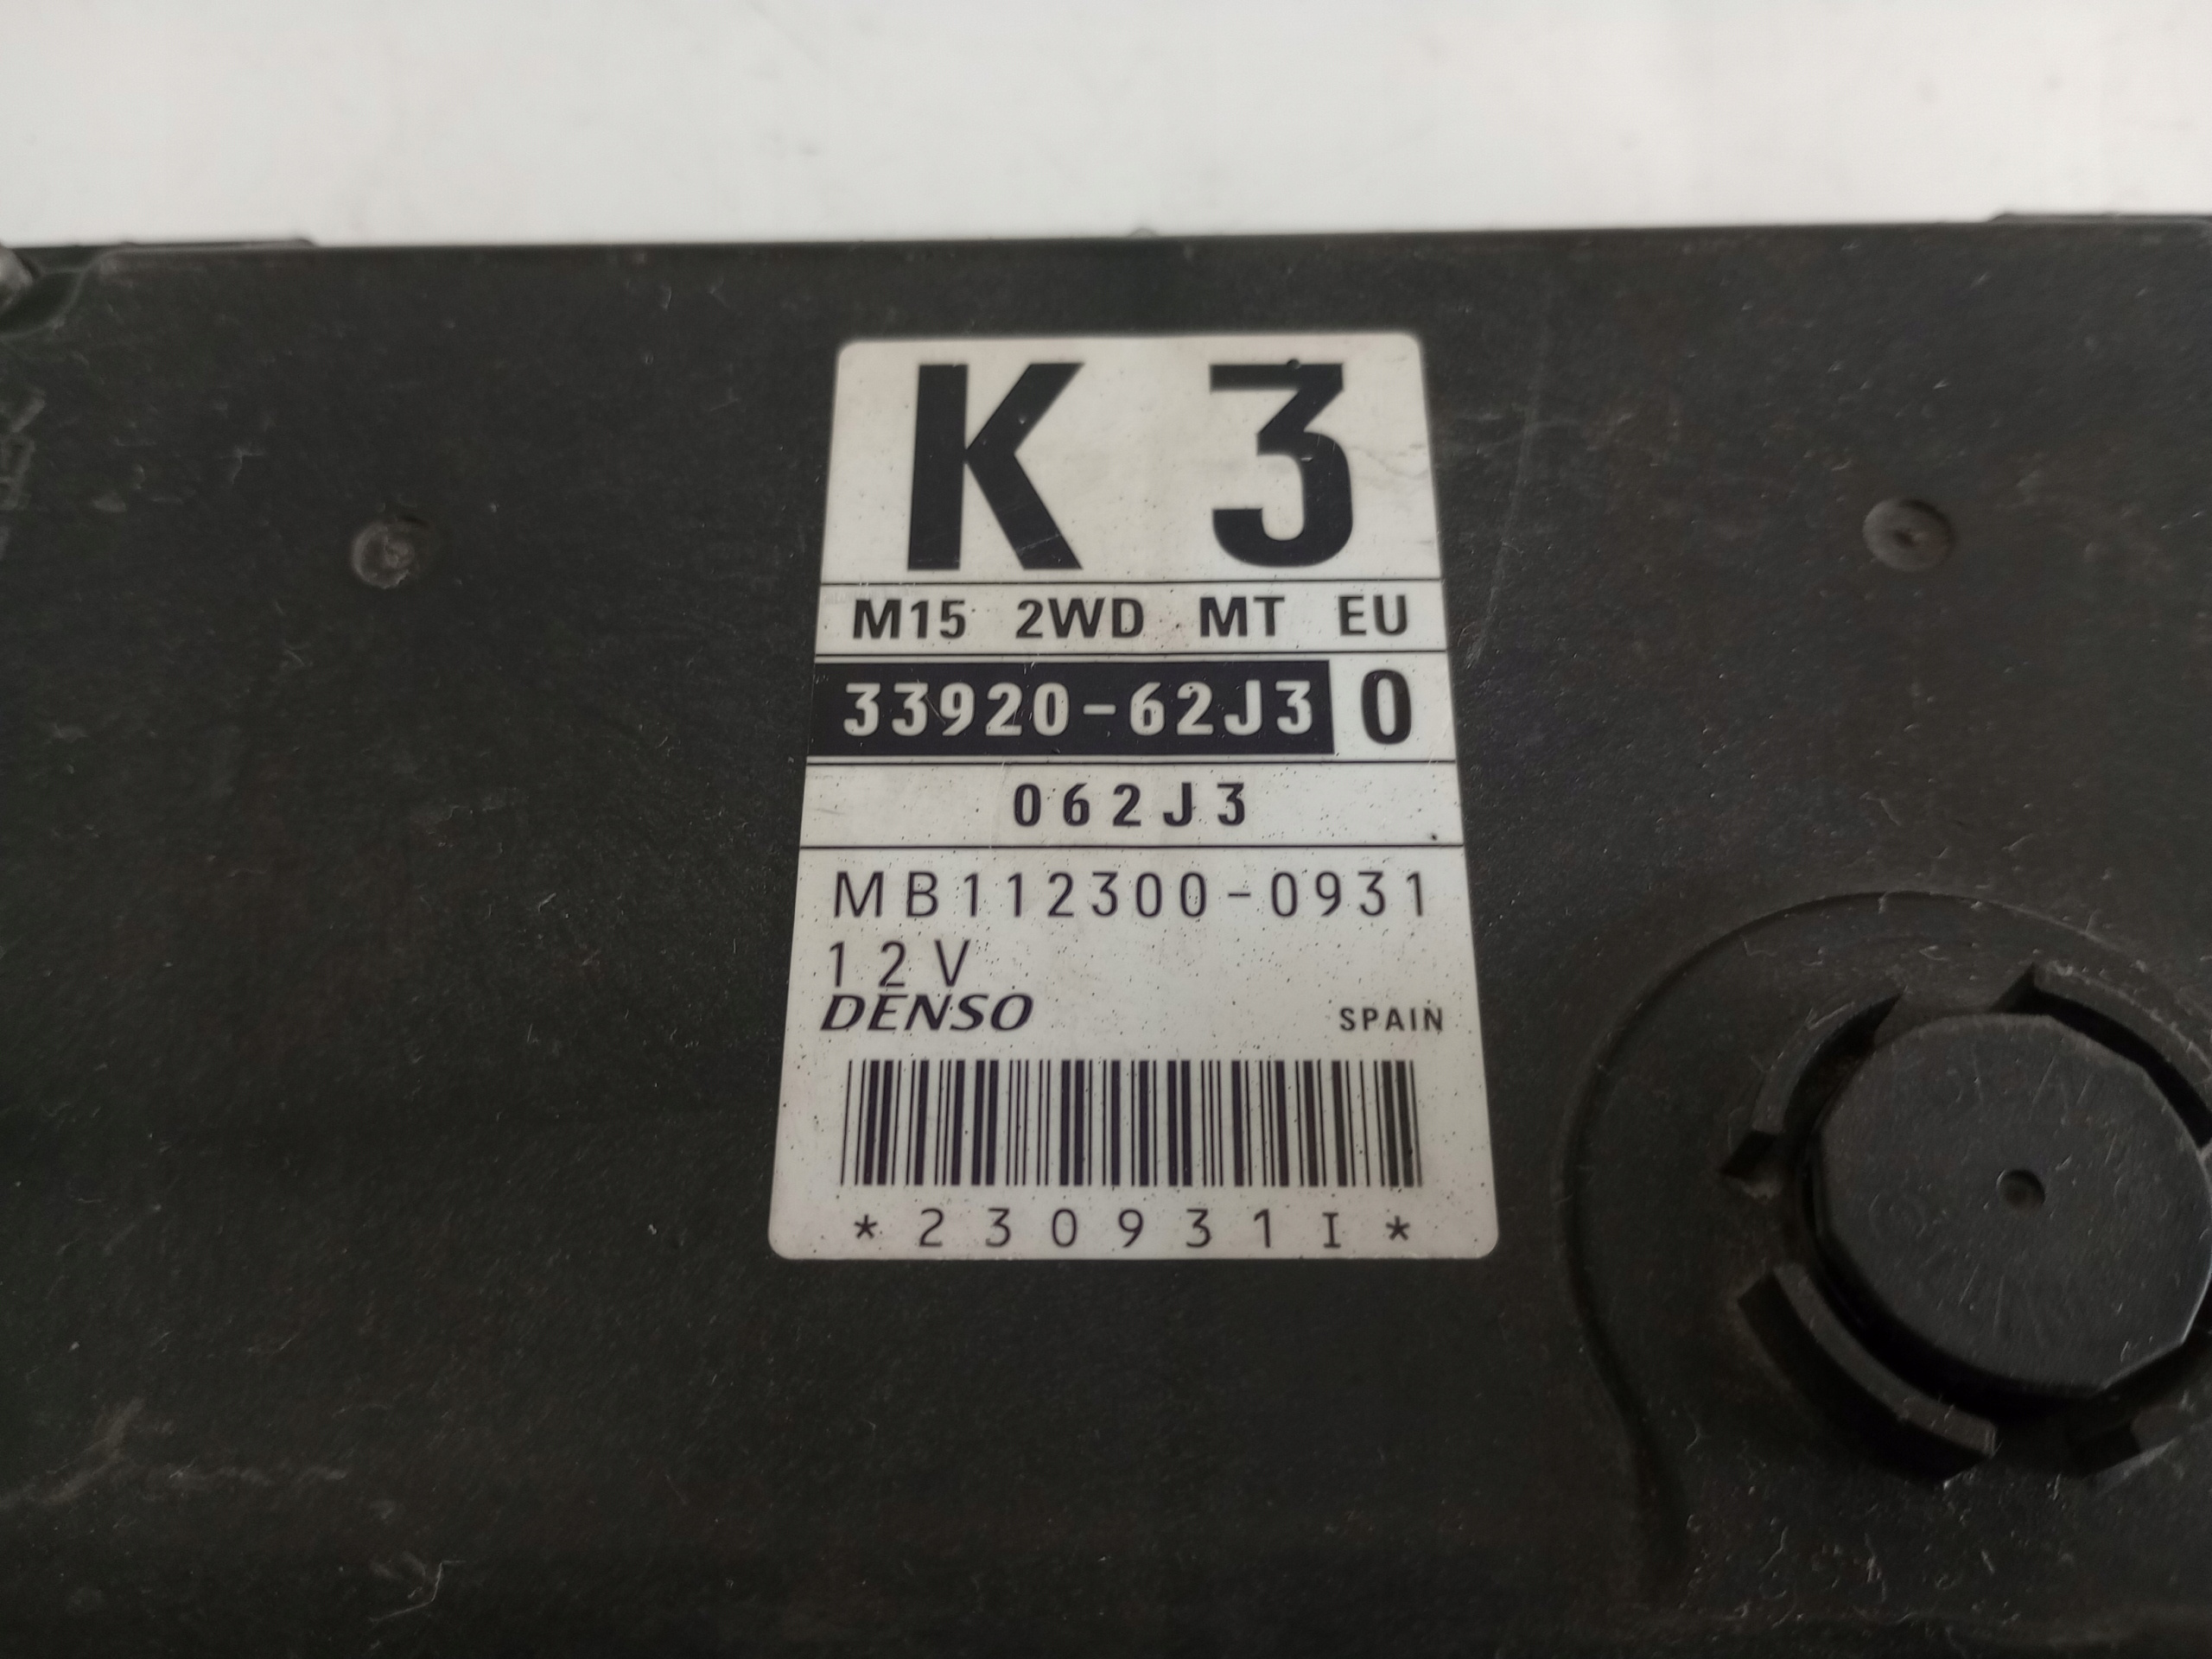 K 3
M15 2WD MT EU
33920-62J3 0
062J3
MB112300-0931
12V
DENSO SPAIN
*230931I*